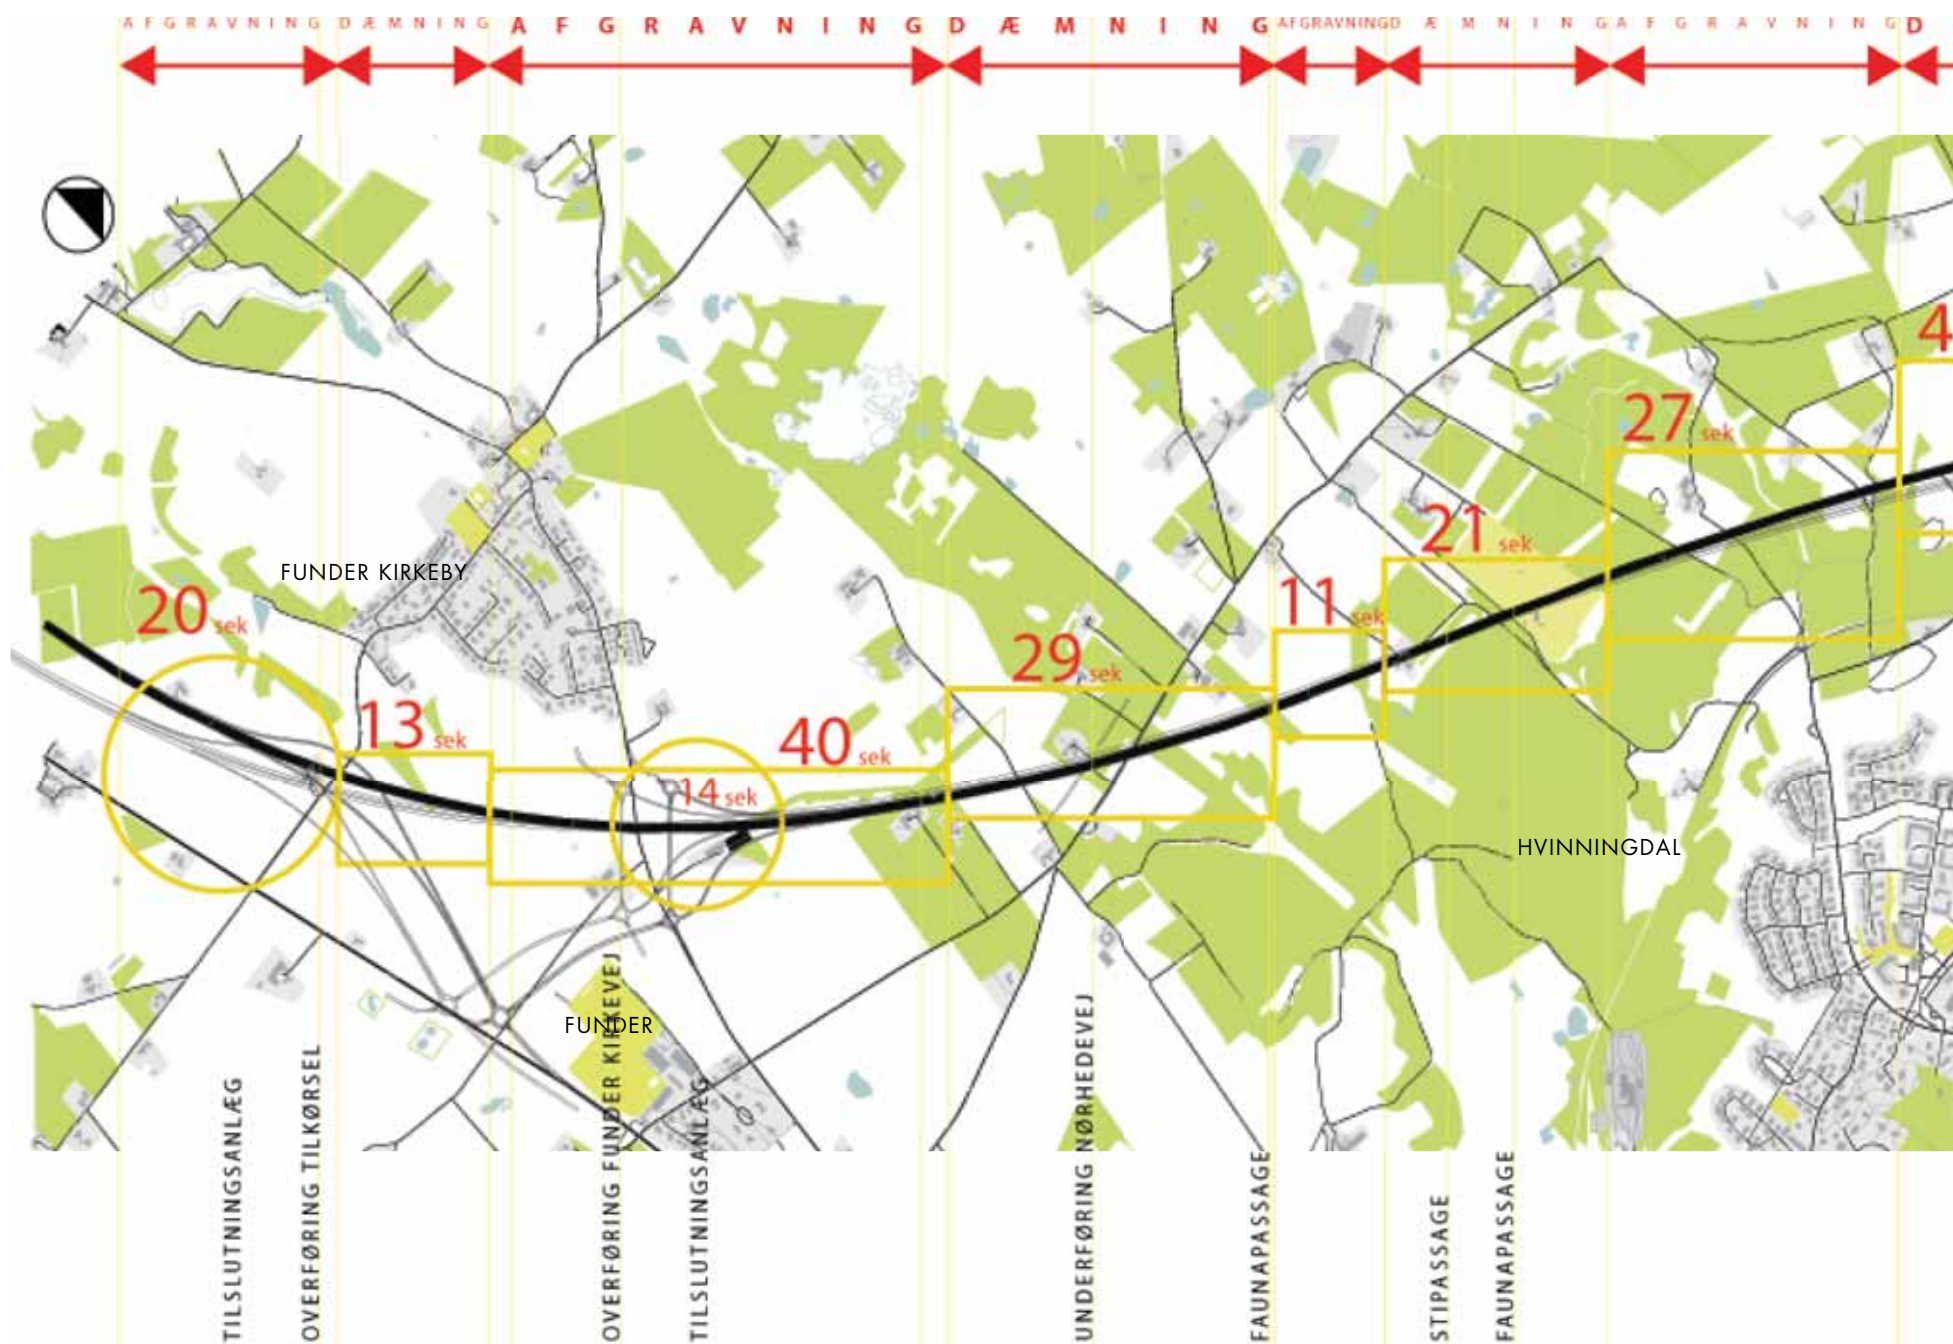 AFGRAVNING DÆMNING AFGRAVNING DÆMNING AFGRAVNING DÆMNING AFGRAVNING D
4
27 sek
21 sek
FUNDER KIRKEBY
20 sek
11 sek
29 sek
13 sek
40 sek
14 sek
HVINNINGDAL
FUNDER
TILSLUTNINGSANLÆG
OVERFØRING TILKØRSEL
OVERFØRING FUNDER KIRKEVEJ
TILSLUTNINGSANLÆG
UNDERFØRING NØRHEDEVEJ
FAUNAPASSAGE
STIPASSAGE
FAUNAPASSAGE